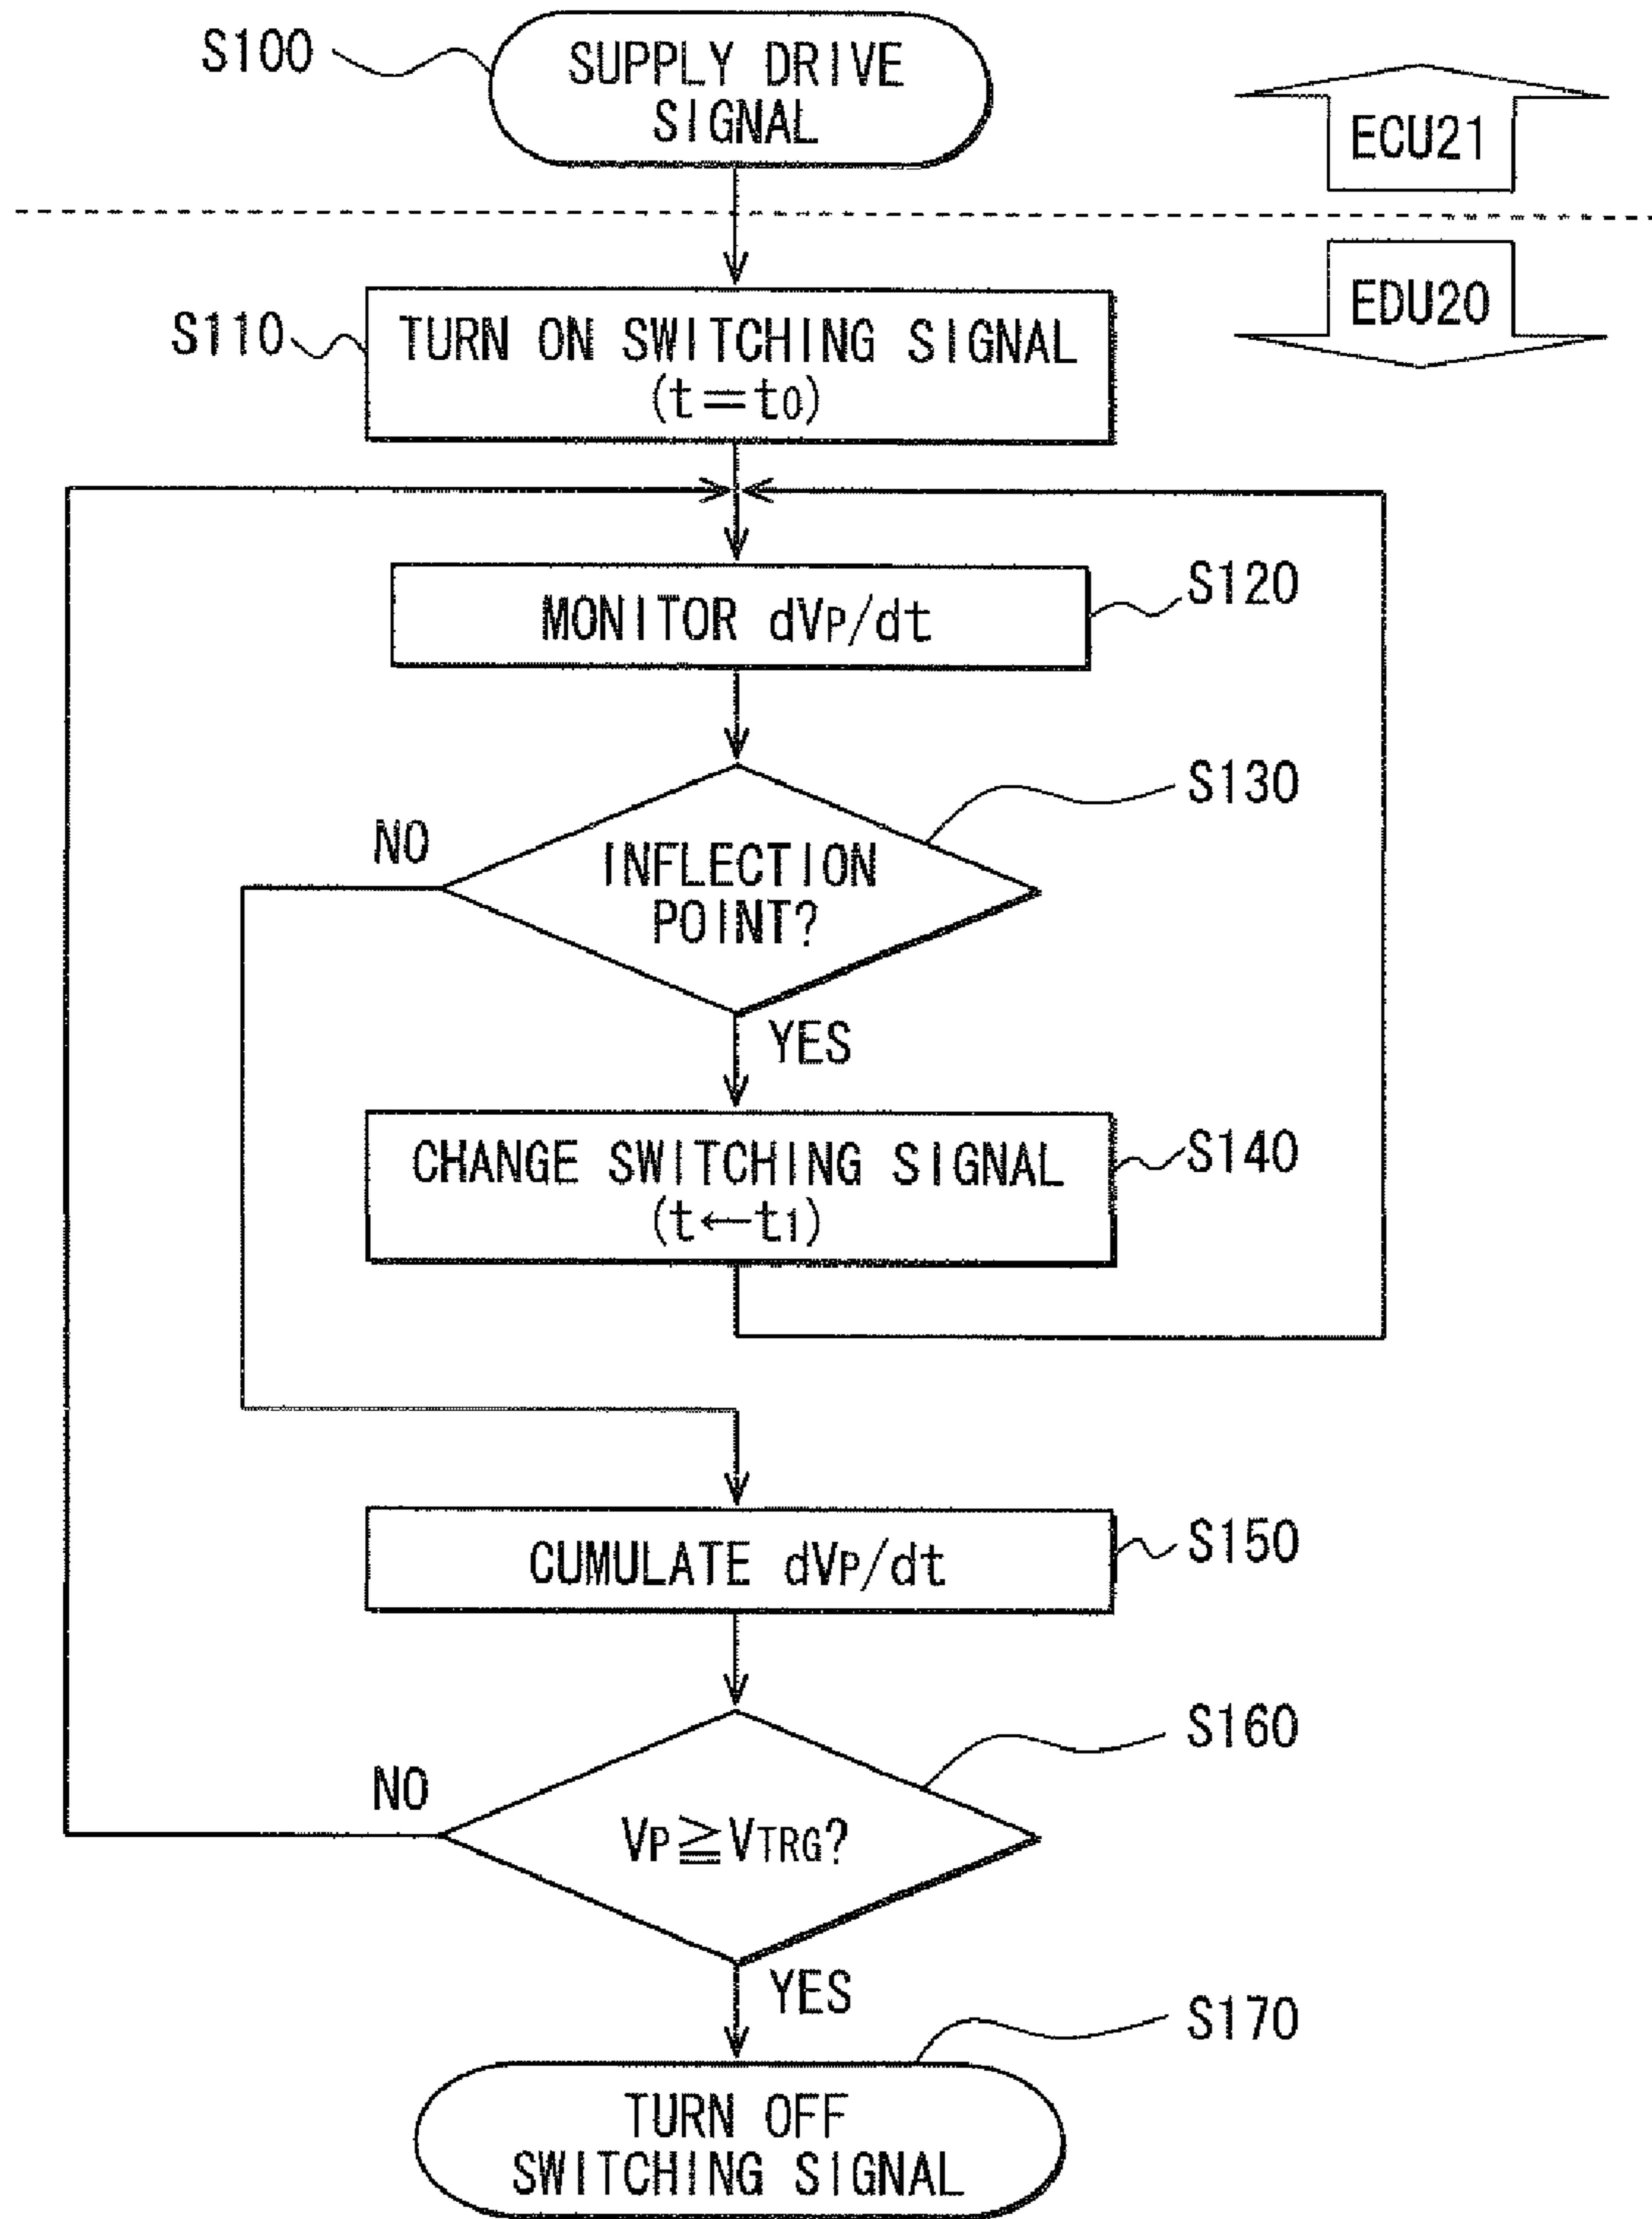 S100
SUPPLY DRIVE
SIGNAL
ECU21
EDU20
S110
TURN ON SWITCHING SIGNAL
(t=t0)
MONITOR dVP/dt
S120
S130
NO
INFLECTION
POINT?
YES
CHANGE SWITCHING SIGNAL
(t←t1)
S140
CUMULATE dVP/dt
S150
S160
NO
VP≧VTRG?
YES
S170
TURN OFF
SWITCHING SIGNAL